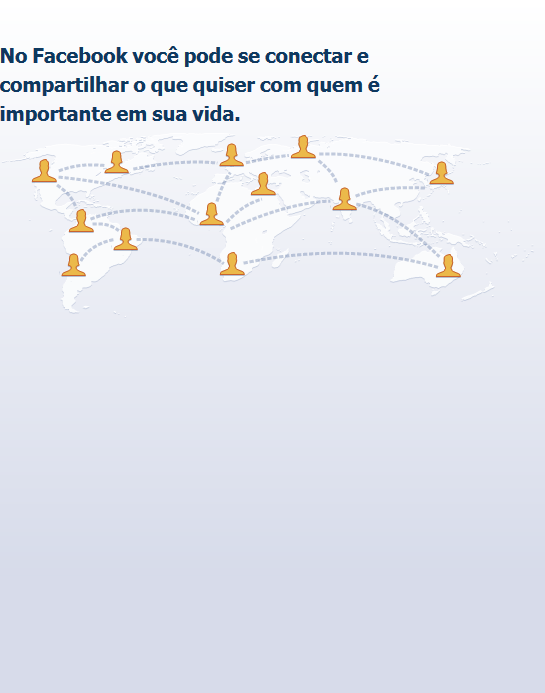 No Facebook você pode se conectar e
compartilhar o que quiser com quem é
importante em sua vida.